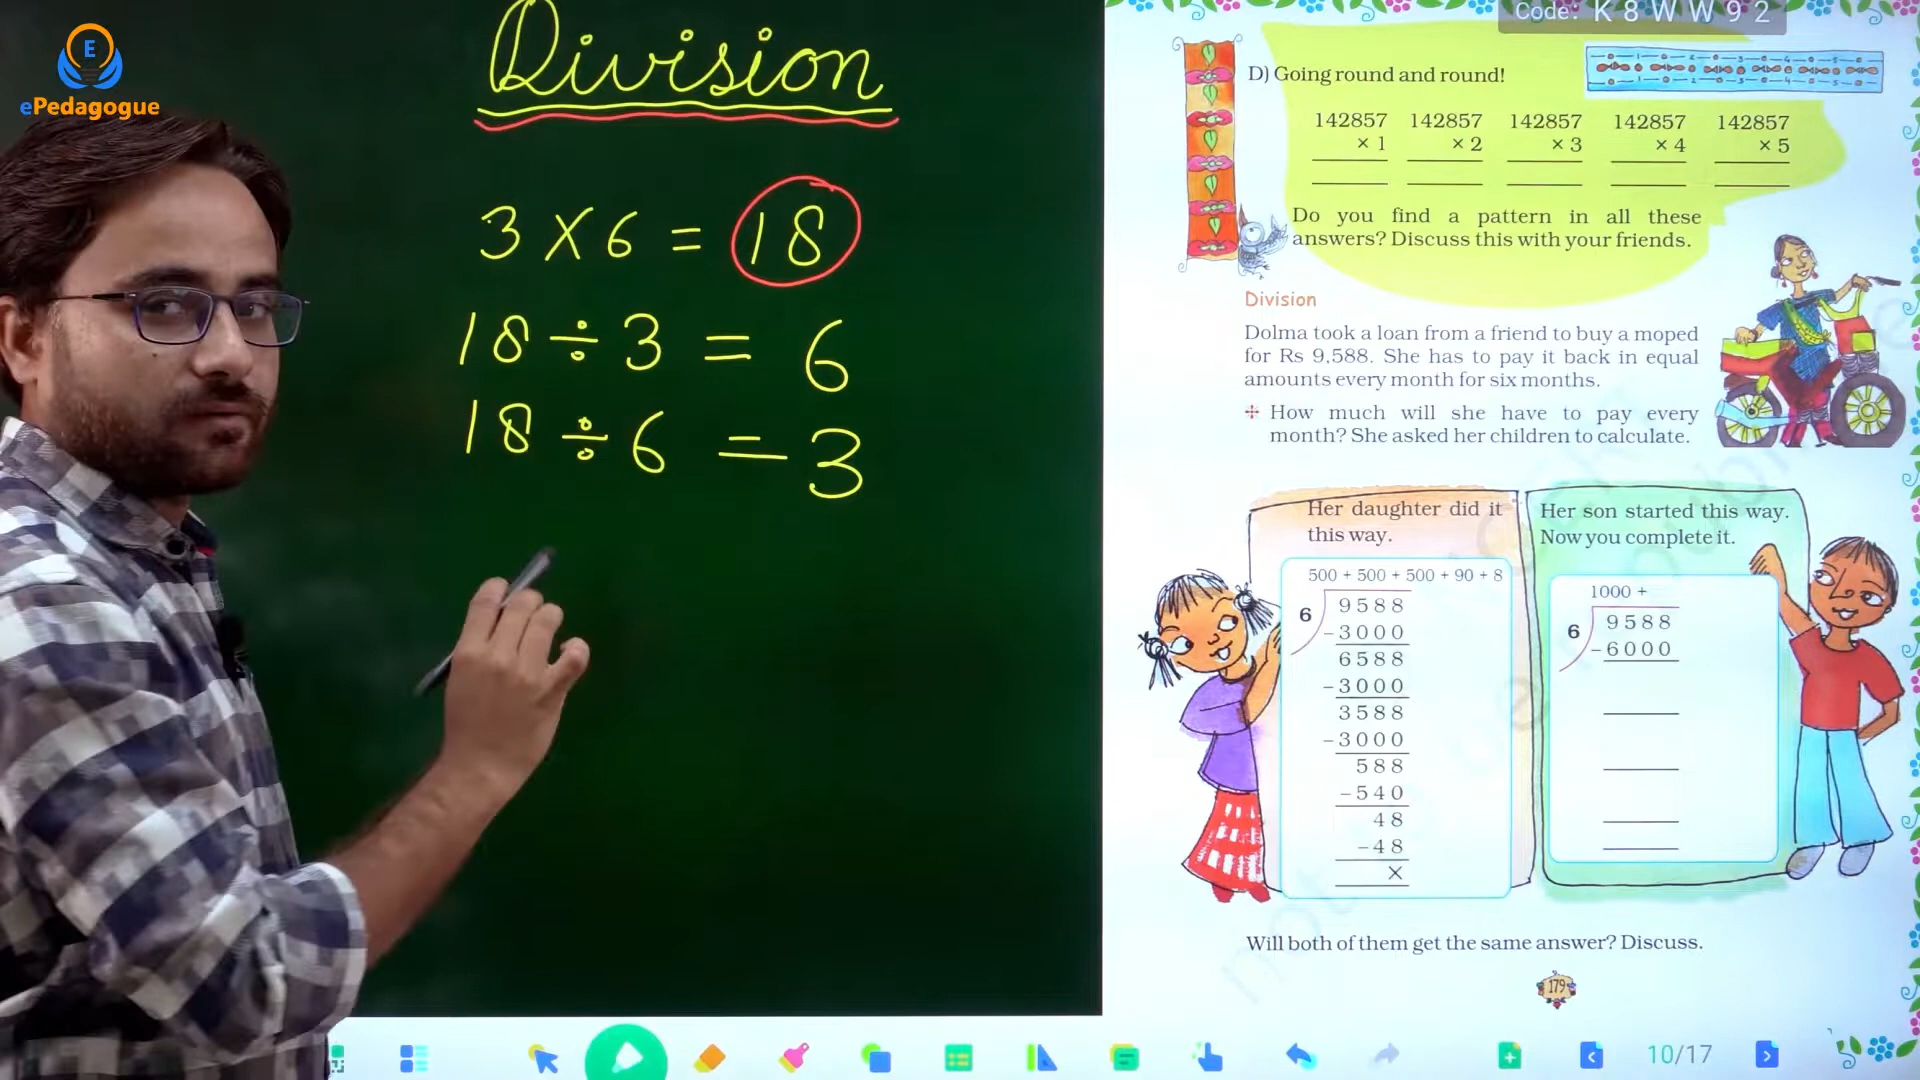 E
ePedagogue
Division
3 X 6 = 18
18 ÷ 3 = 6
18 ÷ 6 = 3
Code: K 8 W W 9 2
D) Going round and round!
142857 142857 142857 142857 142857
× 1 × 2 × 3 × 4 × 5
Do you find a pattern in all these
answers? Discuss this with your friends.
Division
Dolma took a loan from a friend to buy a moped
for Rs 9,588. She has to pay it back in equal
amounts every month for six months.
How much will she have to pay every
month? She asked her children to calculate.
Her daughter did it
this way.
500 + 500 + 500 + 90 + 8
6 9588
–3000
6588
–3000
3588
–3000
588
–540
48
–48
×
Her son started this way.
Now you complete it.
1000 +
6 9588
–6000
Will both of them get the same answer? Discuss.
179
10/17